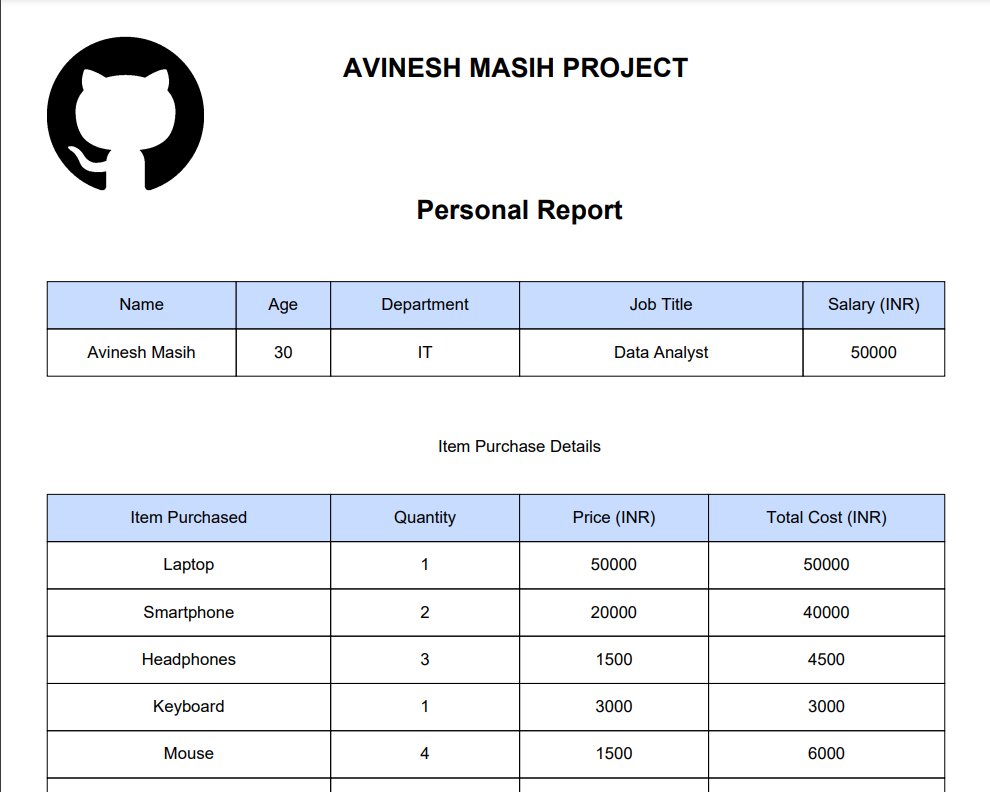 AVINESH MASIH PROJECT
Personal Report
Name Age Department Job Title Salary (INR)
Avinesh Masih 30 IT Data Analyst 50000
Item Purchase Details
Item Purchased Quantity Price (INR) Total Cost (INR)
Laptop 1 50000 50000
Smartphone 2 20000 40000
Headphones 3 1500 4500
Keyboard 1 3000 3000
Mouse 4 1500 6000